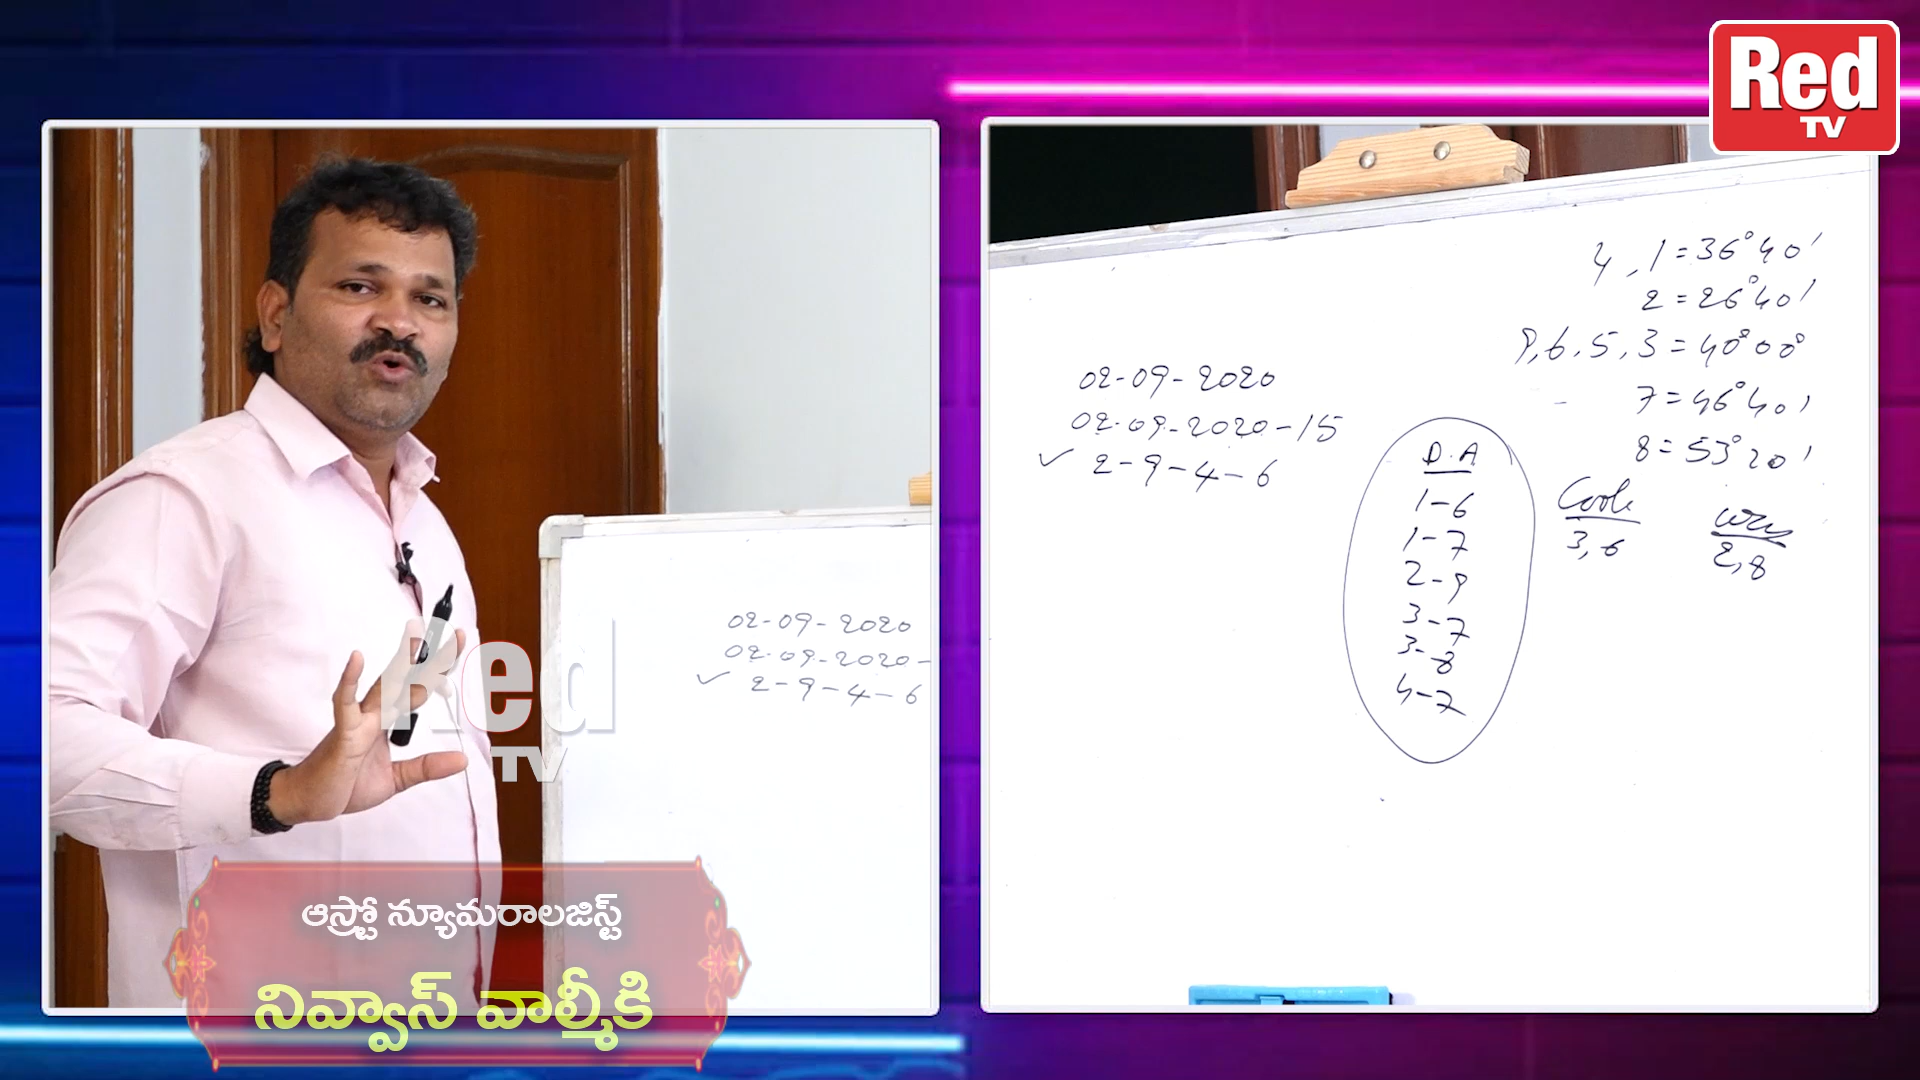 Red
TV
02-09-2020
02-09-2020-
✓ 2-9-4-6
Red
TV
ఆస్ట్రో న్యూమరాలజిస్ట్
నివ్వాస్ వాల్మీకి
4, 1=36°40'
2=26°40'
9,6,5,3=40°00°
7=46°40'
8=53°20'
02-09-2020
02-09-2020-15
✓ 2-9-4-6
D.A
1-6
1-7
2-9
3-7
3-8
4-7
3,6
2,8